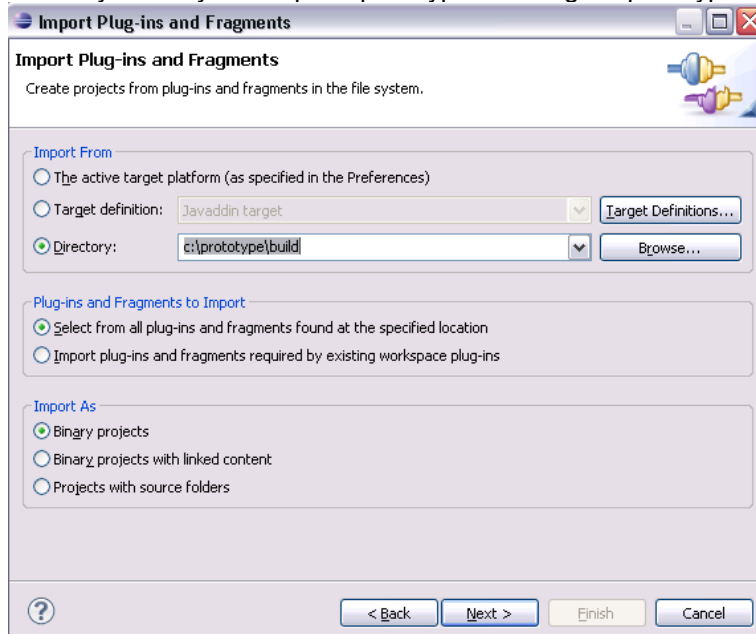 Import Plug-ins and Fragments
Import Plug-ins and Fragments
Create projects from plug-ins and fragments in the file system.
Import From
The active target platform (as specified in the Preferences)
Target definition: Javaddin target Target Definitions...
Directory: c:\prototype\build Browse...
Plug-ins and Fragments to Import
Select from all plug-ins and fragments found at the specified location
Import plug-ins and fragments required by existing workspace plug-ins
Import As
Binary projects
Binary projects with linked content
Projects with source folders
? < Back Next > Finish Cancel